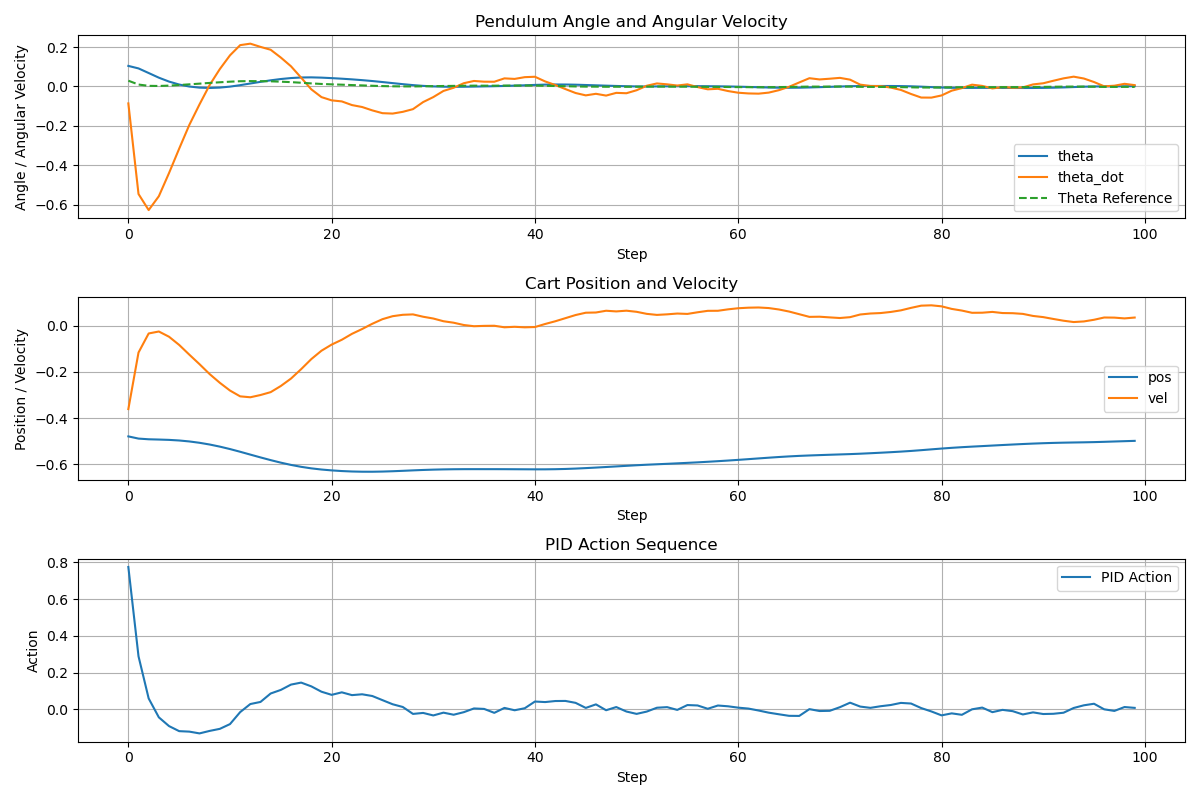 Pendulum Angle and Angular Velocity
Angle / Angular Velocity
0.2
0.0
−0.2
−0.4
−0.6
theta
theta_dot
Theta Reference
0 20 40 60 80 100
Step
Cart Position and Velocity
Position / Velocity
0.0
−0.2
−0.4
−0.6
pos
vel
0 20 40 60 80 100
Step
PID Action Sequence
Action
0.8
0.6
0.4
0.2
0.0
PID Action
0 20 40 60 80 100
Step